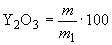 Y2O3 = m/m1 · 100